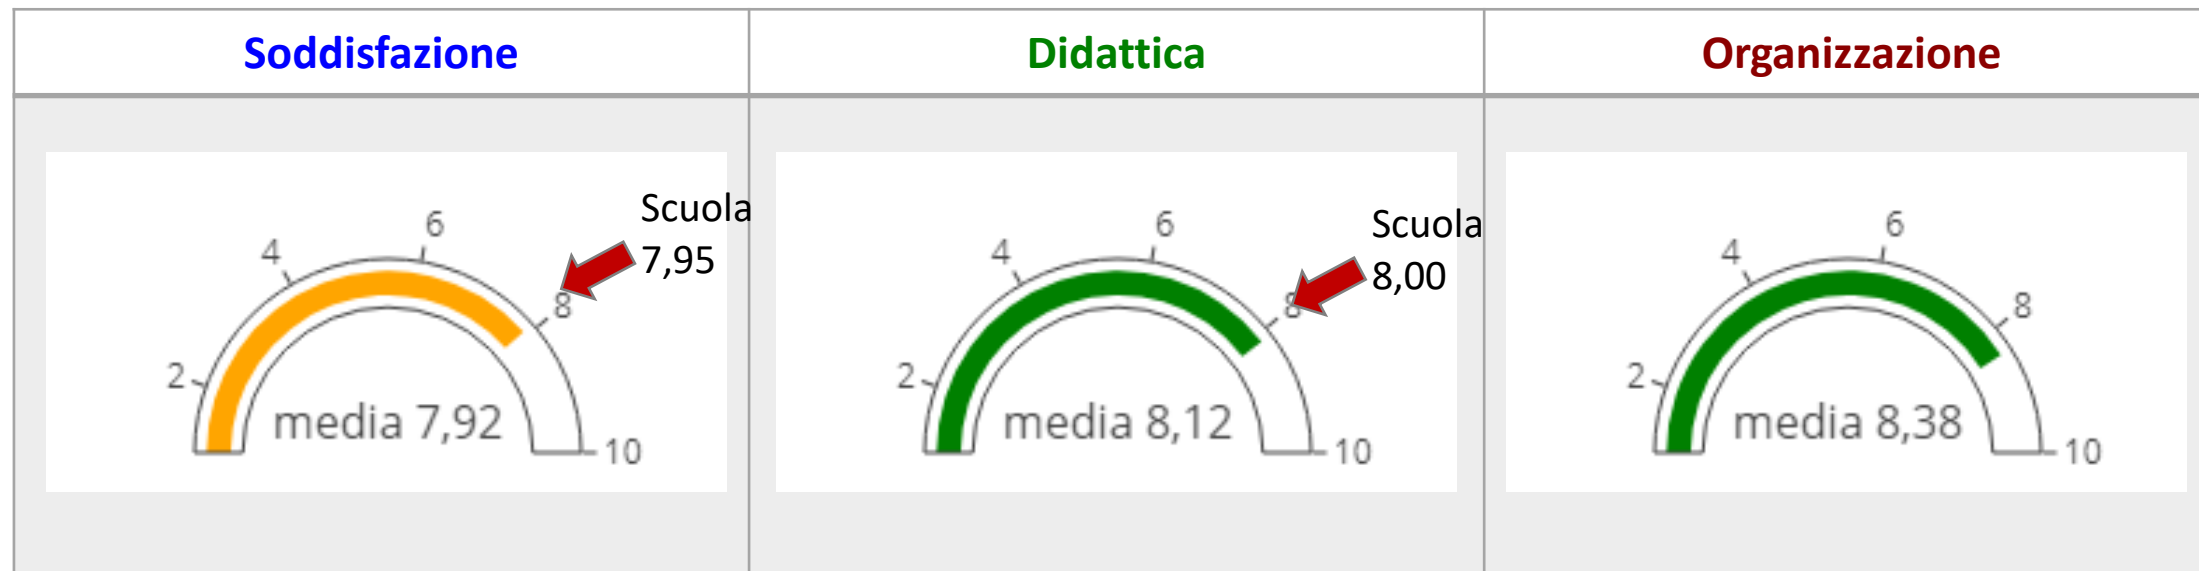 Soddisfazione
Didattica
Organizzazione
Scuola
7,95
2
4
6
8
10
media 7,92
Scuola
8,00
2
4
6
8
10
media 8,12
2
4
6
8
10
media 8,38